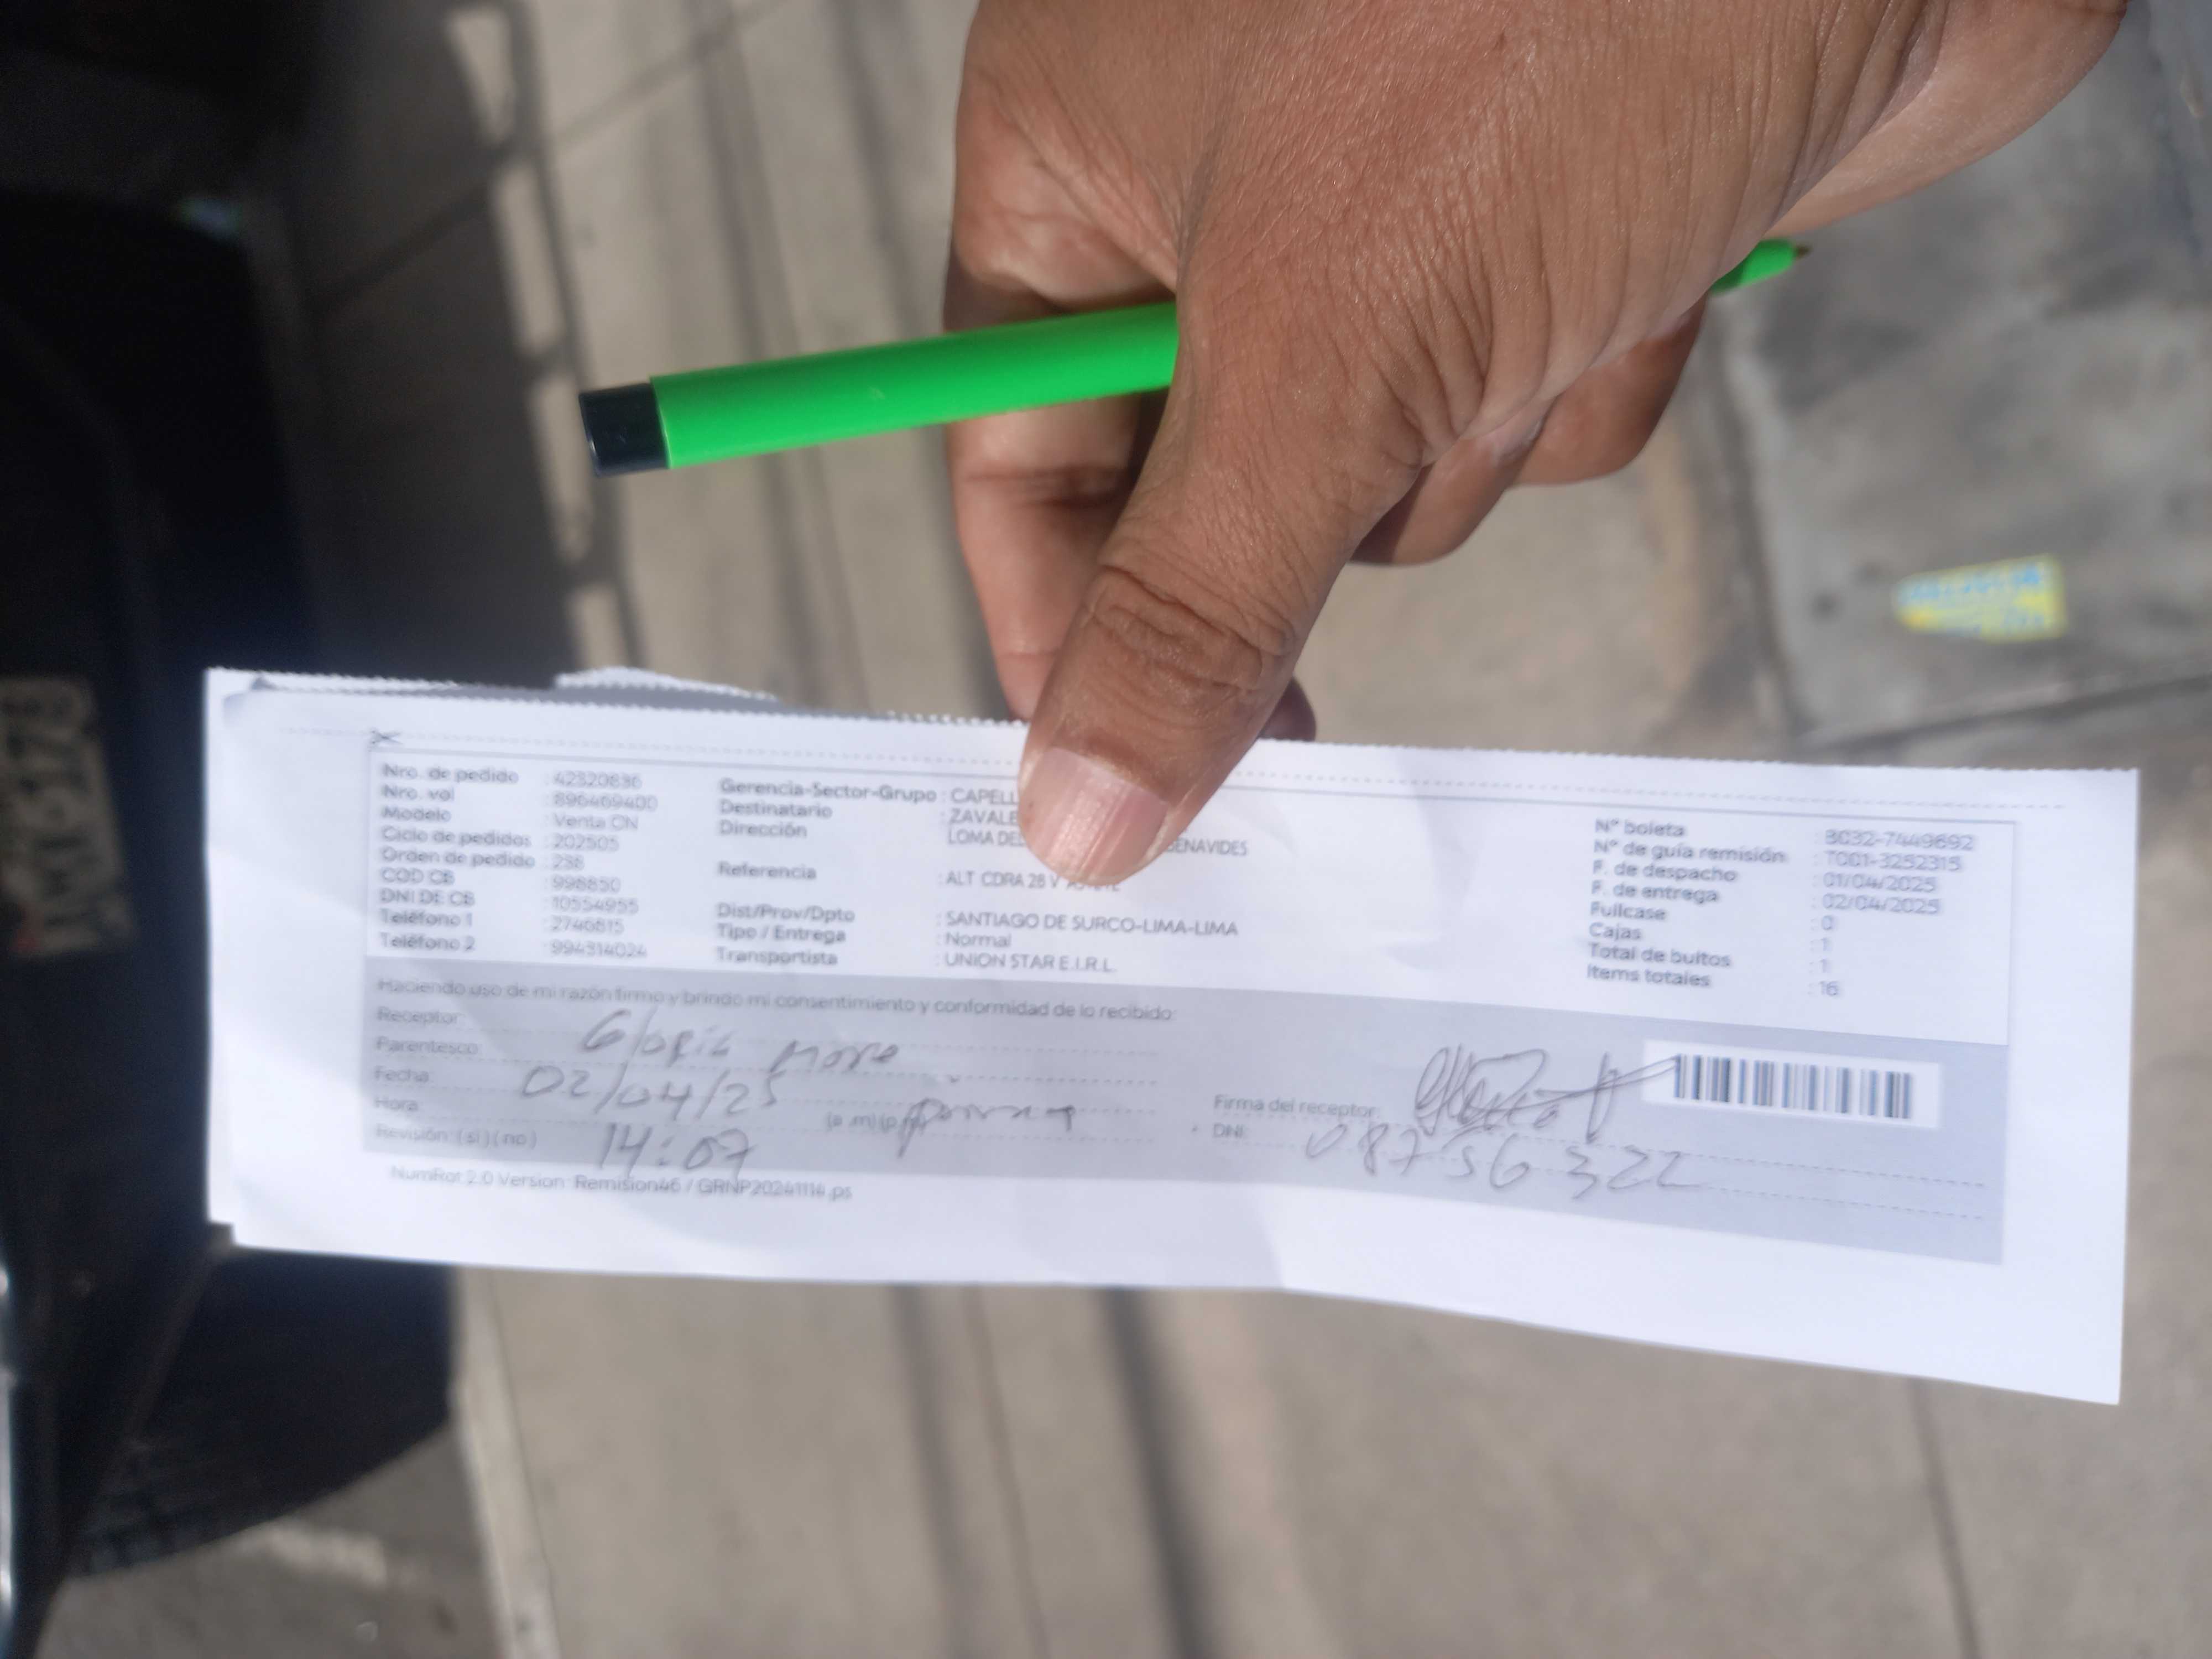 Nro. de pedido : 42320836
Nro. vol : 896469400
Modelo : Venta CN
Ciclo de pedidos : 202505
Orden de pedido : 236
COD CB : 998850
DNI DE CB : 10554955
Teléfono 1 : 2746815
Teléfono 2 : 994314024
Gerencia-Sector-Grupo : CAPELL
Destinatario : ZAVALE
Dirección LOMA DE BENAVIDES
Referencia : ALT CDRA 26
Dist/Prov/Dpto : SANTIAGO DE SURCO-LIMA-LIMA
Tipo / Entrega : Normal
Transportista : UNION STAR E.I.R.L.
N° boleta : B032-7449692
N° de guía remisión : T001-3252315
F. de despacho : 01/04/2025
F. de entrega : 02/04/2025
Fullcase : 0
Cajas : 1
Total de bultos : 1
Items totales : 16
Haciendo uso de mi razón firmo y brindo mi consentimiento y conformidad de lo recibido:
Receptor: Gloria
Parentesco:
Fecha: 02/04/25
Hora: 14:07 (a .m) (p.m)
Revisión: ( si ) ( no )
Firma del receptor:
DNI: 08756322
NumRot 2.0 Version: Remision46 / GRNP20241114.ps